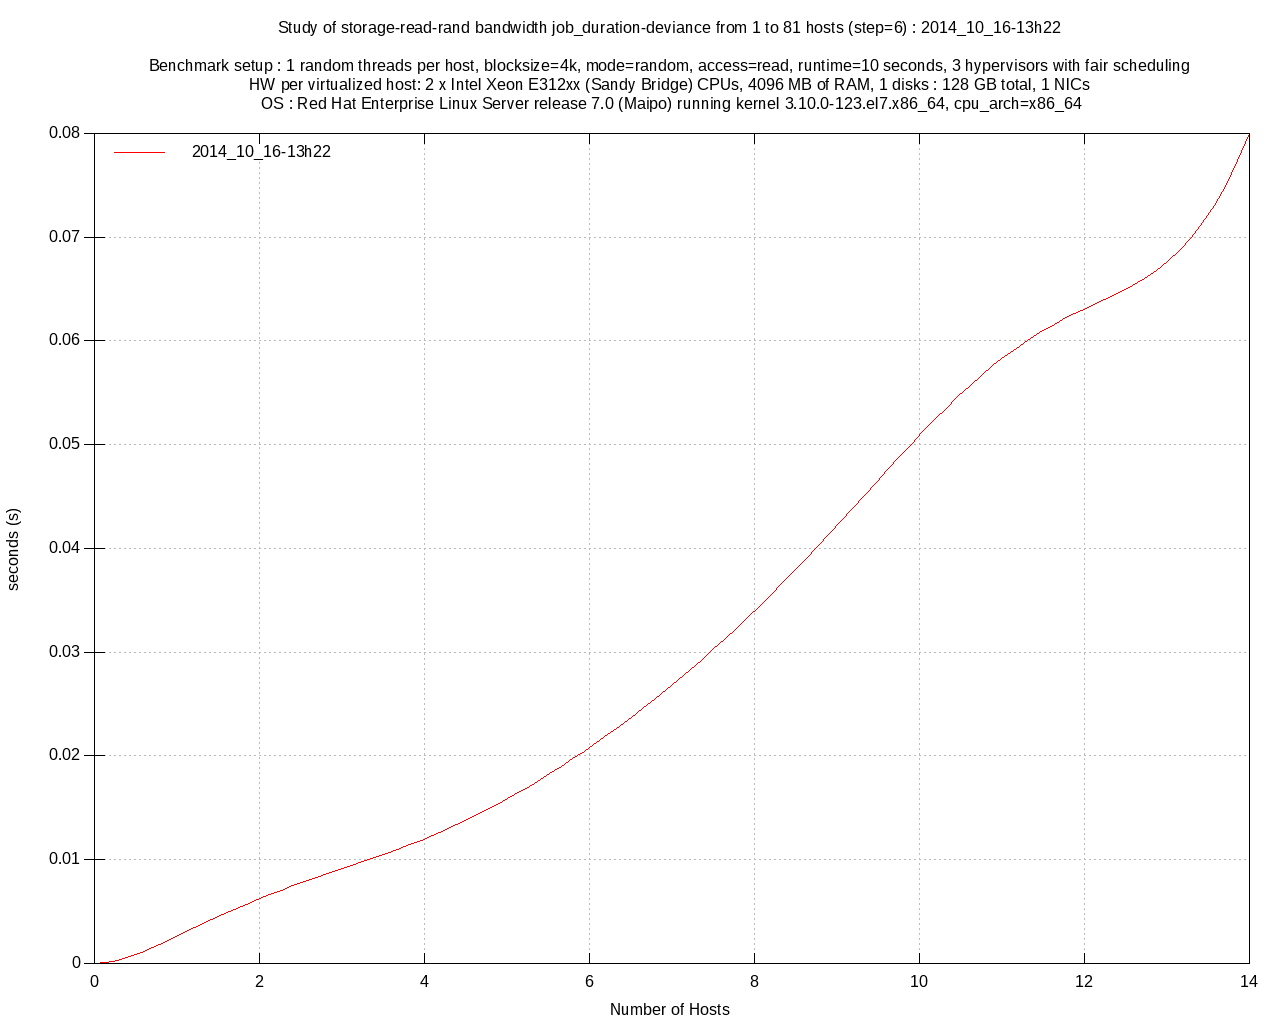 Study of storage-read-rand bandwidth job_duration-deviance from 1 to 81 hosts (step=6) : 2014_10_16-13h22
Benchmark setup : 1 random threads per host, blocksize=4k, mode=random, access=read, runtime=10 seconds, 3 hypervisors with fair scheduling
HW per virtualized host: 2 x Intel Xeon E312xx (Sandy Bridge) CPUs, 4096 MB of RAM, 1 disks : 128 GB total, 1 NICs
OS : Red Hat Enterprise Linux Server release 7.0 (Maipo) running kernel 3.10.0-123.el7.x86_64, cpu_arch=x86_64
2014_10_16-13h22
0.08
0.07
0.06
0.05
0.04
0.03
0.02
0.01
0
seconds (s)
0 2 4 6 8 10 12 14
Number of Hosts